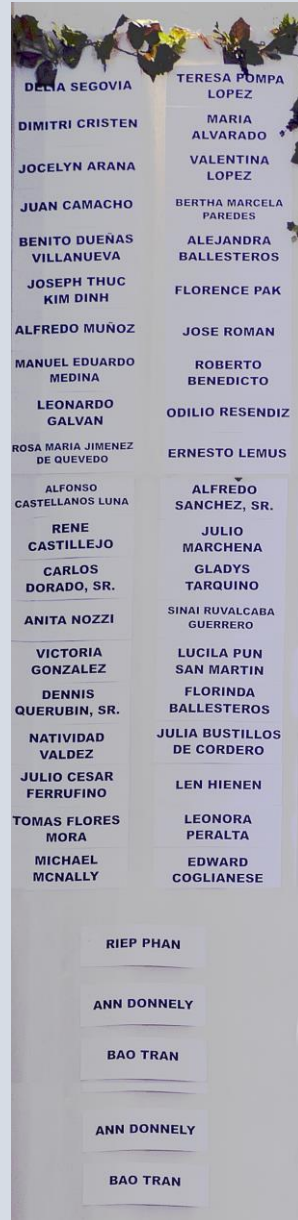 DELIA SEGOVIA
DIMITRI CRISTEN
JOCELYN ARANA
JUAN CAMACHO
BENITO DUEÑAS
VILLANUEVA
JOSEPH THUC
KIM DINH
ALFREDO MUÑOZ
MANUEL EDUARDO
MEDINA
LEONARDO
GALVAN
ROSA MARIA JIMENEZ
DE QUEVEDO
ALFONSO
CASTELLANOS LUNA
RENE
CASTILLEJO
CARLOS
DORADO, SR.
ANITA NOZZI
VICTORIA
GONZALEZ
DENNIS
QUERUBIN, SR.
NATIVIDAD
VALDEZ
JULIO CESAR
FERRUFINO
TOMAS FLORES
MORA
MICHAEL
MCNALLY
TERESA POMPA
LOPEZ
MARIA
ALVARADO
VALENTINA
LOPEZ
BERTHA MARCELA
PAREDES
ALEJANDRA
BALLESTEROS
FLORENCE PAK
JOSE ROMAN
ROBERTO
BENEDICTO
ODILIO RESENDIZ
ERNESTO LEMUS
ALFREDO
SANCHEZ, SR.
JULIO
MARCHENA
GLADYS
TARQUINO
SINAI RUVALCABA
GUERRERO
LUCILA PUN
SAN MARTIN
FLORINDA
BALLESTEROS
JULIA BUSTILLOS
DE CORDERO
LEN HIENEN
LEONORA
PERALTA
EDWARD
COGLIANESE
RIEP PHAN
ANN DONNELY
BAO TRAN
ANN DONNELY
BAO TRAN